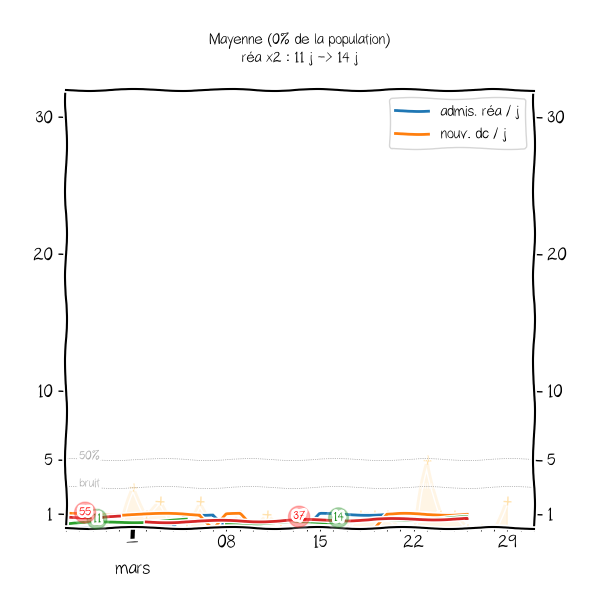 Mayenne (0% de la population)
réa x2 : 11 j -> 14 j
admis. réa / j
nouv. dc / j
30 30
20 20
10 10
5 50% 5
bruit
1 55 11 37 14 1
1 08 15 22 29
mars